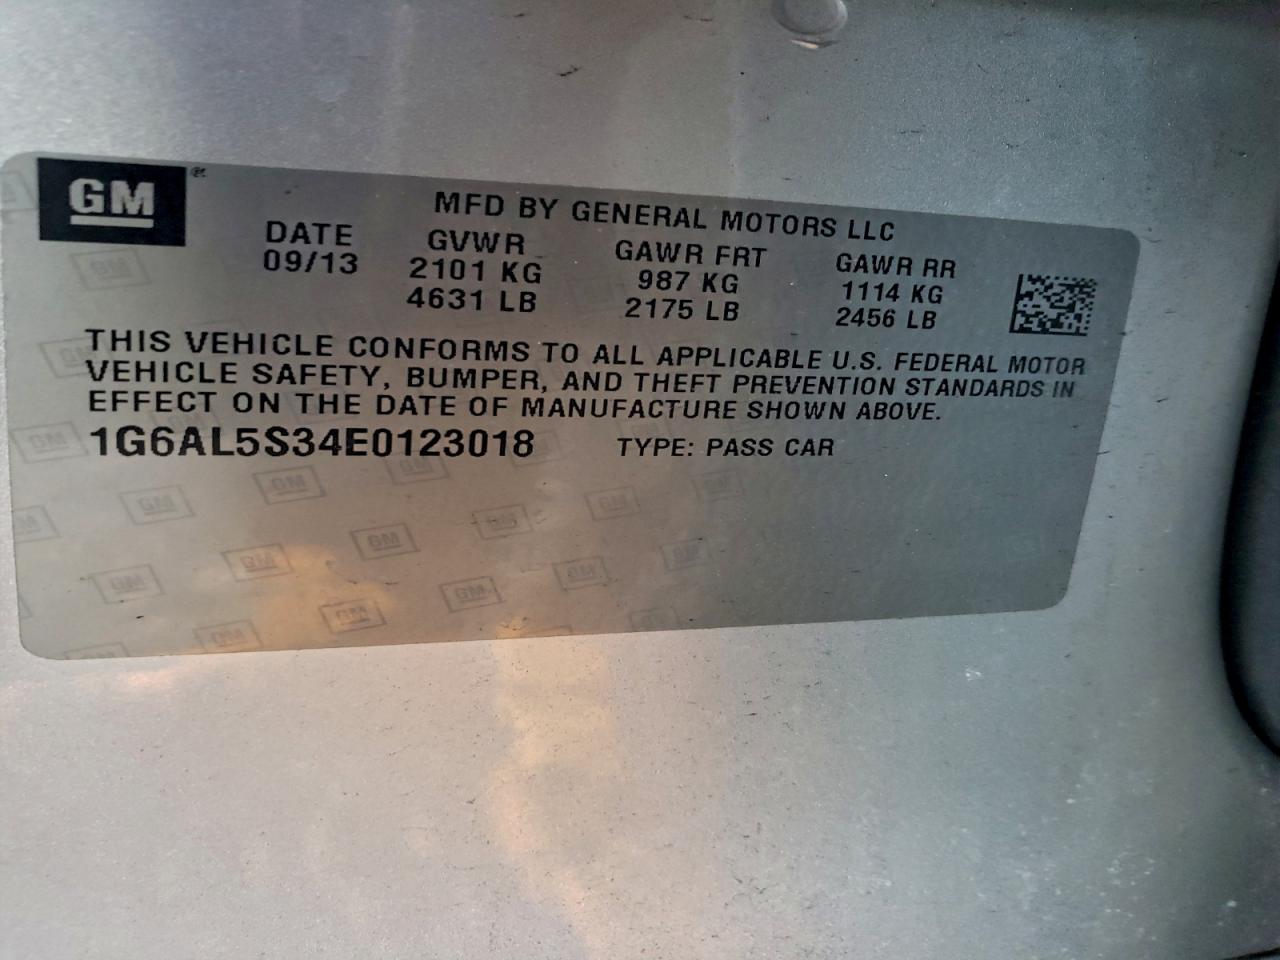 GM
MFD BY GENERAL MOTORS LLC
DATE GVWR GAWR FRT GAWR RR
09/13 2101 KG 987 KG 1114 KG
4631 LB 2175 LB 2456 LB
THIS VEHICLE CONFORMS TO ALL APPLICABLE U.S. FEDERAL MOTOR
VEHICLE SAFETY, BUMPER, AND THEFT PREVENTION STANDARDS IN
EFFECT ON THE DATE OF MANUFACTURE SHOWN ABOVE.
1G6AL5S34E0123018 TYPE: PASS CAR